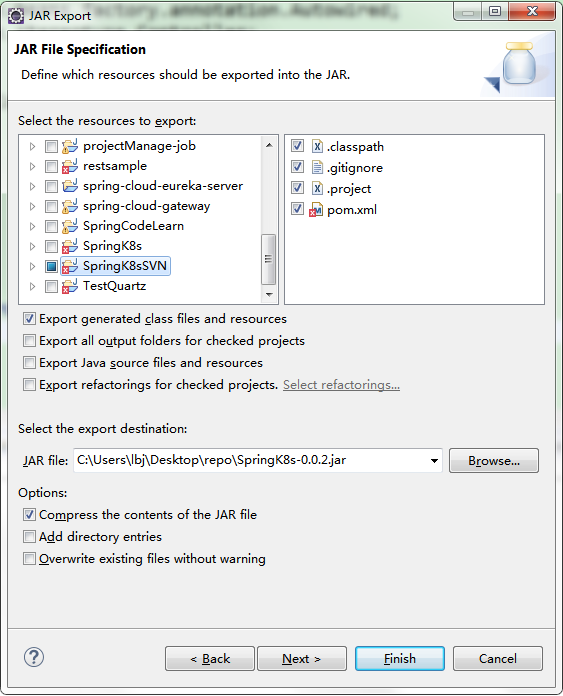 factory.annotation.Autowired;
JAR Export
JAR File Specification
Define which resources should be exported into the JAR.
Select the resources to export:
projectManage-job
restsample
spring-cloud-eureka-server
spring-cloud-gateway
SpringCodeLearn
SpringK8s
SpringK8sSVN
TestQuartz
.classpath
.gitignore
.project
pom.xml
Export generated class files and resources
Export all output folders for checked projects
Export Java source files and resources
Export refactorings for checked projects. Select refactorings...
Select the export destination:
JAR file: C:\Users\lbj\Desktop\repo\SpringK8s-0.0.2.jar Browse...
Options:
Compress the contents of the JAR file
Add directory entries
Overwrite existing files without warning
? < Back Next > Finish Cancel